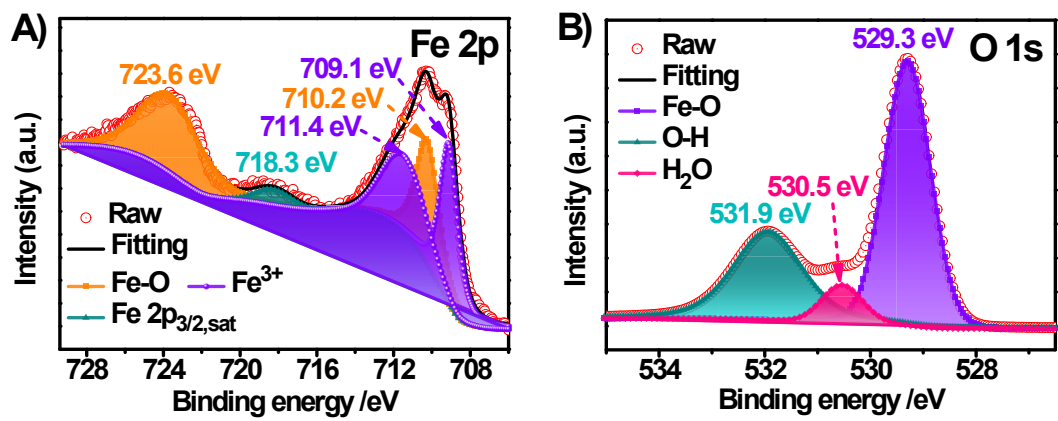 A)
Fe 2p
723.6 eV
709.1 eV
710.2 eV
711.4 eV
718.3 eV
Raw
Fitting
Fe-O
Fe³⁺
Fe 2p₃/₂,sat
Intensity (a.u.)
728 724 720 716 712 708
Binding energy /eV
B)
O 1s
529.3 eV
Raw
Fitting
Fe-O
O-H
H₂O
530.5 eV
531.9 eV
Intensity (a.u.)
534 532 530 528
Binding energy /eV